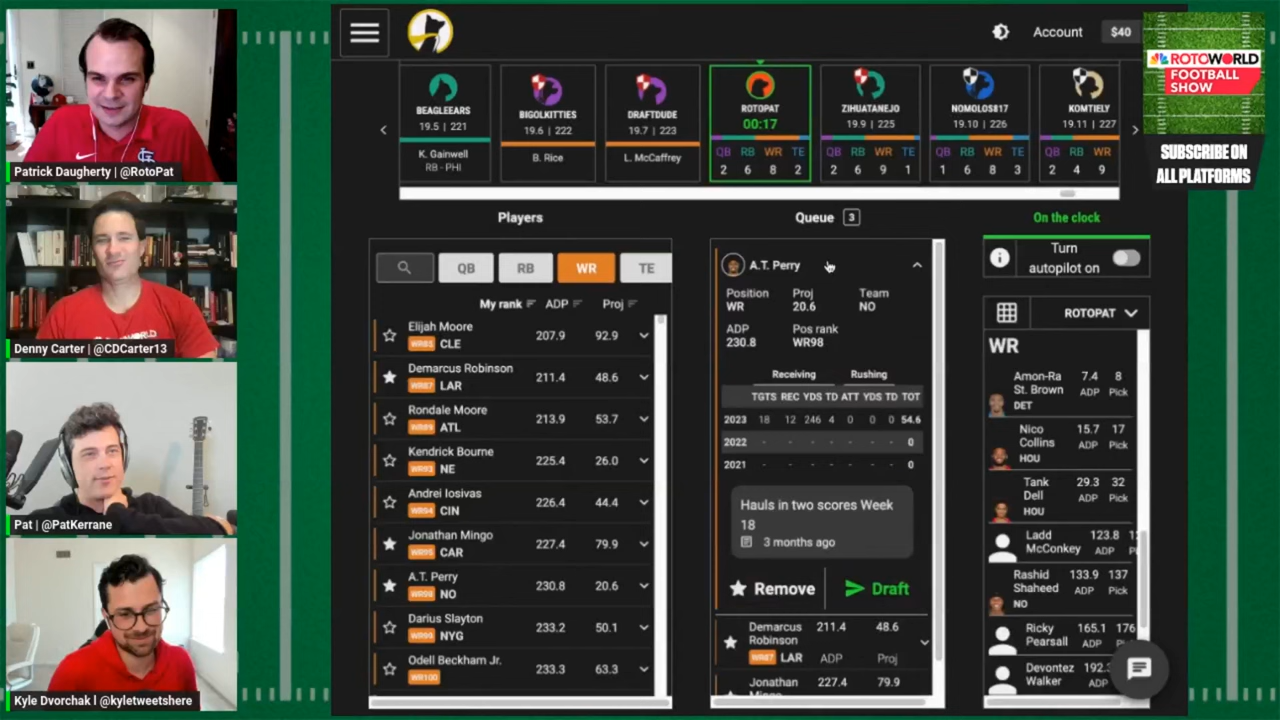 Patrick Daugherty | @RotoPat
Denny Carter | @CDCarter13
Pat | @PatKerrane
Kyle Dvorchak l @kyletweetshere
Account
$40
ROTOWORLD
FOOTBALL
SHOW
SUBSCRIBE ON
ALL PLATFORMS
BEAGLEEARS
19.5 | 221
K. Gainwell
RB - PHI
BIGOLKITTIES
19.6 | 222
B. Rice
DRAFTDUDE
19.7 | 223
L. McCaffrey
ROTOPAT
00:17
QB RB WR TE
2 6 8 2
ZIHUATANEJO
19.9 | 225
QB RB WR TE
2 6 9 1
NOMOLOS817
19.10 | 226
QB RB WR TE
1 6 8 3
KOMTIELY
19.11 | 227
QB RB WR
2 4 9
Players
QB RB WR TE
My rank ADP Proj
Elijah Moore
WR85 CLE 207.9 92.9
Demarcus Robinson
WR87 LAR 211.4 48.6
Rondale Moore
ATL 213.9 53.7
Kendrick Bourne
WR93 NE 225.4 26.0
Andrei Iosivas
WR94 CIN 226.4 44.4
Jonathan Mingo
WR95 CAR 227.4 79.9
A.T. Perry
WR98 NO 230.8 20.6
Darius Slayton
WR99 NYG 233.2 50.1
Odell Beckham Jr.
WR100 233.3 63.3
Queue 3
A.T. Perry
Position Proj Team
WR 20.6 NO
ADP Pos rank
230.8 WR98
Receiving Rushing
TGTS REC YDS TD ATT YDS TD TOT
2023 18 12 246 4 0 0 0 54.6
2022 - - - - - - - 0
2021 - - - - - - - 0
Hauls in two scores Week
18
3 months ago
Remove Draft
Demarcus 211.4 48.6
Robinson
WR87 LAR ADP Proj
Jonathan 227.4 79.9
Mingo
On the clock
Turn
autopilot on
ROTOPAT
WR
Amon-Ra 7.4 8
St. Brown ADP Pick
DET
Nico 15.7 17
Collins ADP Pick
HOU
Tank 29.3 32
Dell ADP Pick
HOU
Ladd 123.8
McConkey ADP
Rashid 133.9 137
Shaheed ADP Pick
NO
Ricky 165.1 176
Pearsall ADP Pick
Devontez 192.
Walker ADP